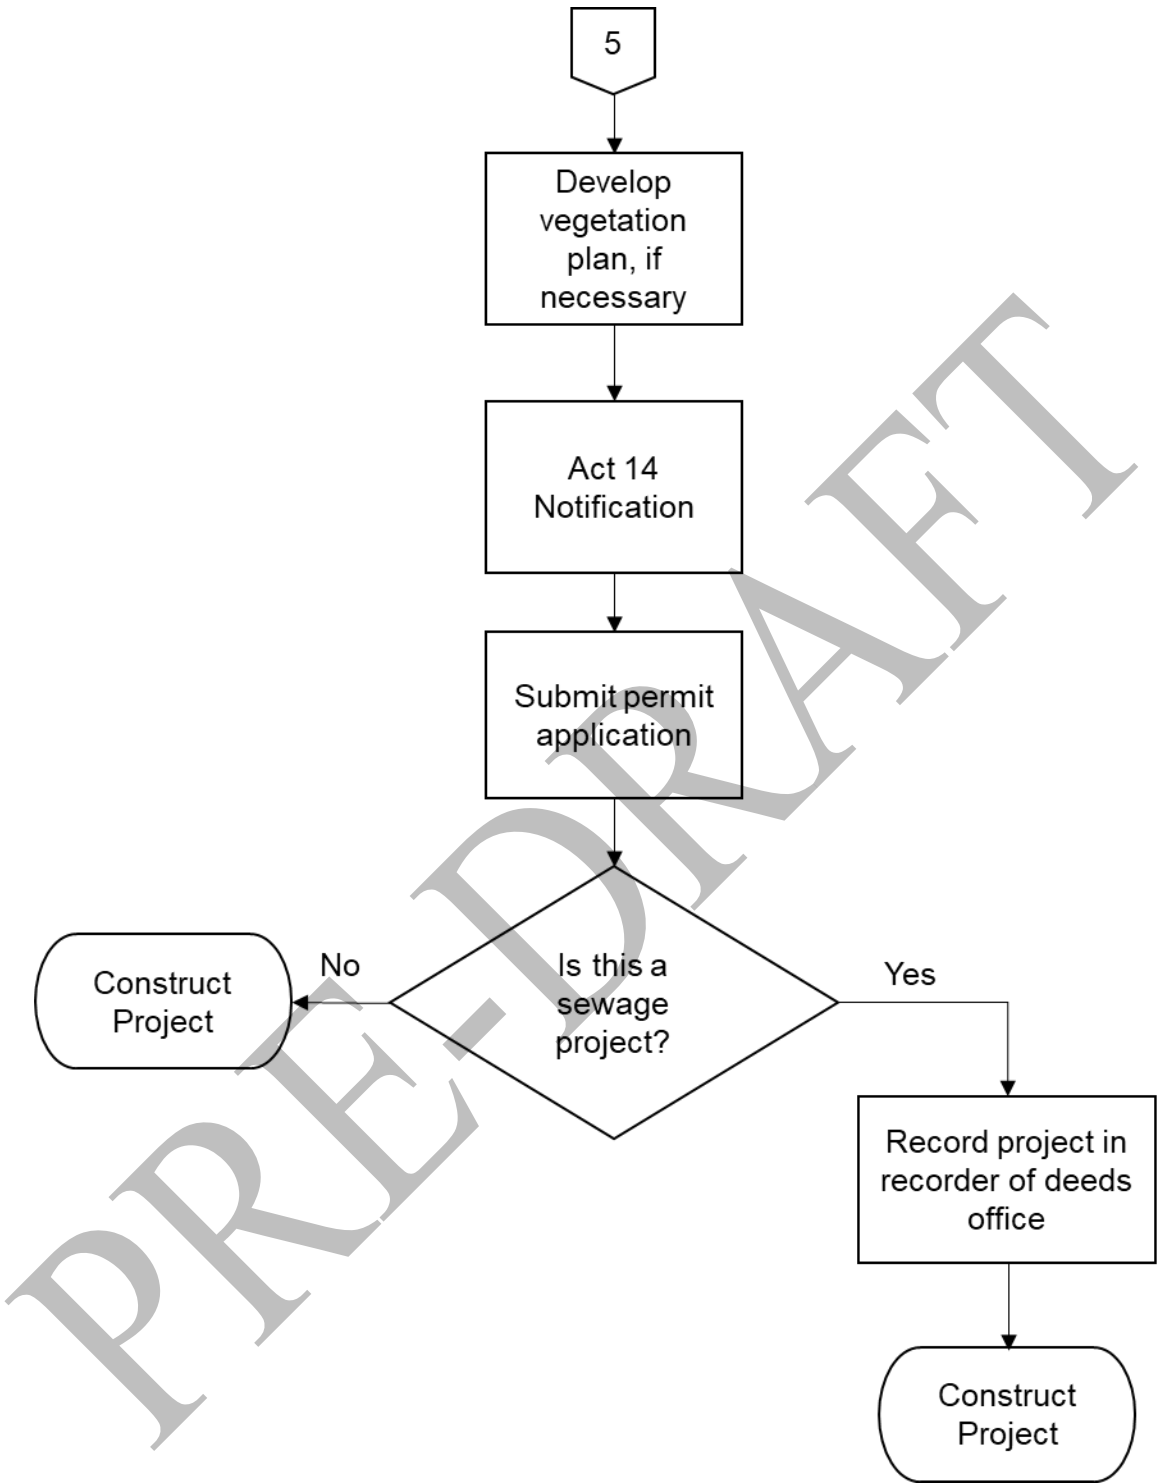 5
Develop
vegetation
plan, if
necessary
Act 14
Notification
Submit permit
application
Is this a
sewage
project?
No
Yes
Construct
Project
Record project in
recorder of deeds
office
Construct
Project
PRE-DRAFT